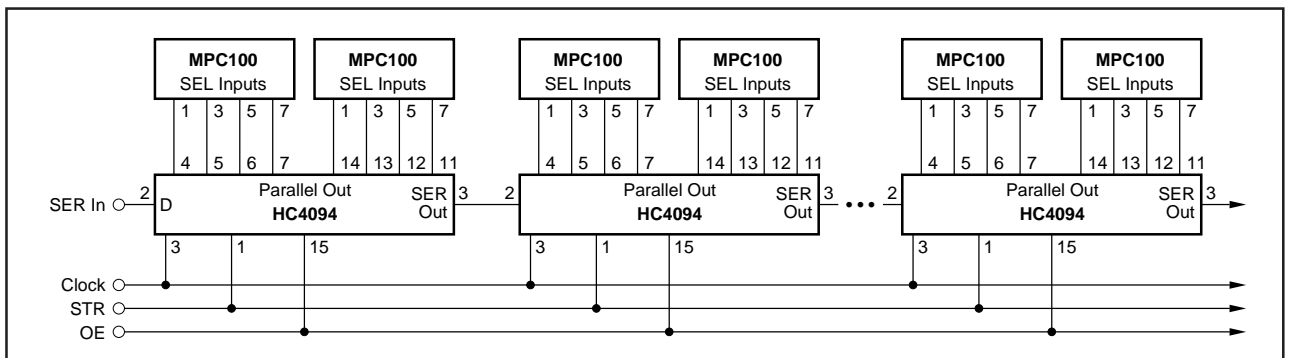 MPC100 MPC100 MPC100 MPC100 MPC100 MPC100
SEL Inputs SEL Inputs SEL Inputs SEL Inputs SEL Inputs SEL Inputs
1 3 5 7 1 3 5 7 1 3 5 7 1 3 5 7 1 3 5 7 1 3 5 7
4 5 6 7 14 13 12 11 4 5 6 7 14 13 12 11 4 5 6 7 14 13 12 11
SER In 2 D Parallel Out SER 3 2 Parallel Out SER 3 ••• 2 Parallel Out SER 3
HC4094 Out HC4094 Out HC4094 Out
3 1 15 3 1 15 3 1 15
Clock
STR
OE